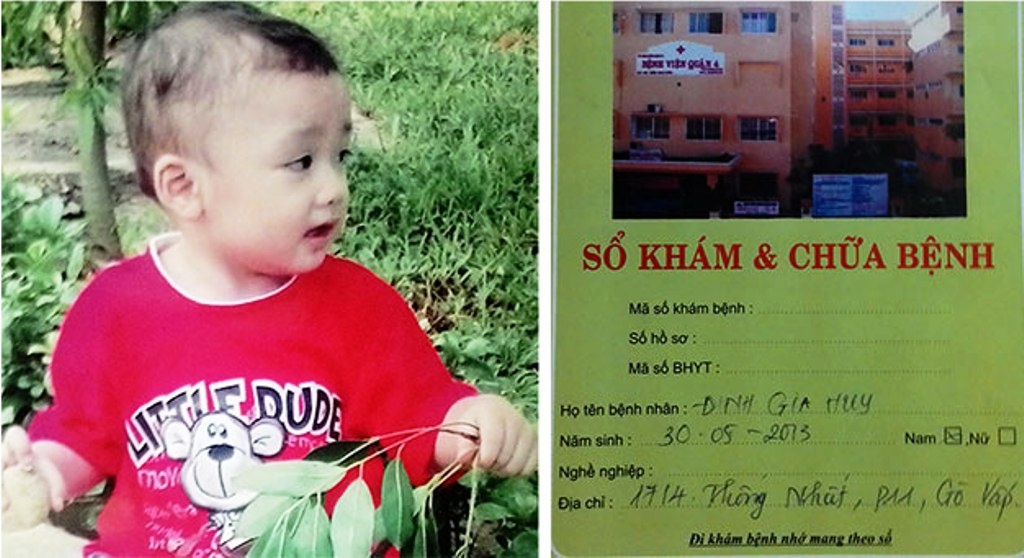 LITTLE DUDE
BỆNH VIỆN QUẬN 4
SỔ KHÁM & CHỮA BỆNH
Mã số khám bệnh :
Số hồ sơ :
Mã số BHYT :
Họ tên bệnh nhân : ĐINH GIA HUY
Năm sinh : 30 - 05 - 2013 Nam ☒, Nữ ☐
Nghề nghiệp :
Địa chỉ : 17/4 Thống Nhất, P11, Gò Vấp.
Đi khám bệnh nhớ mang theo sổ